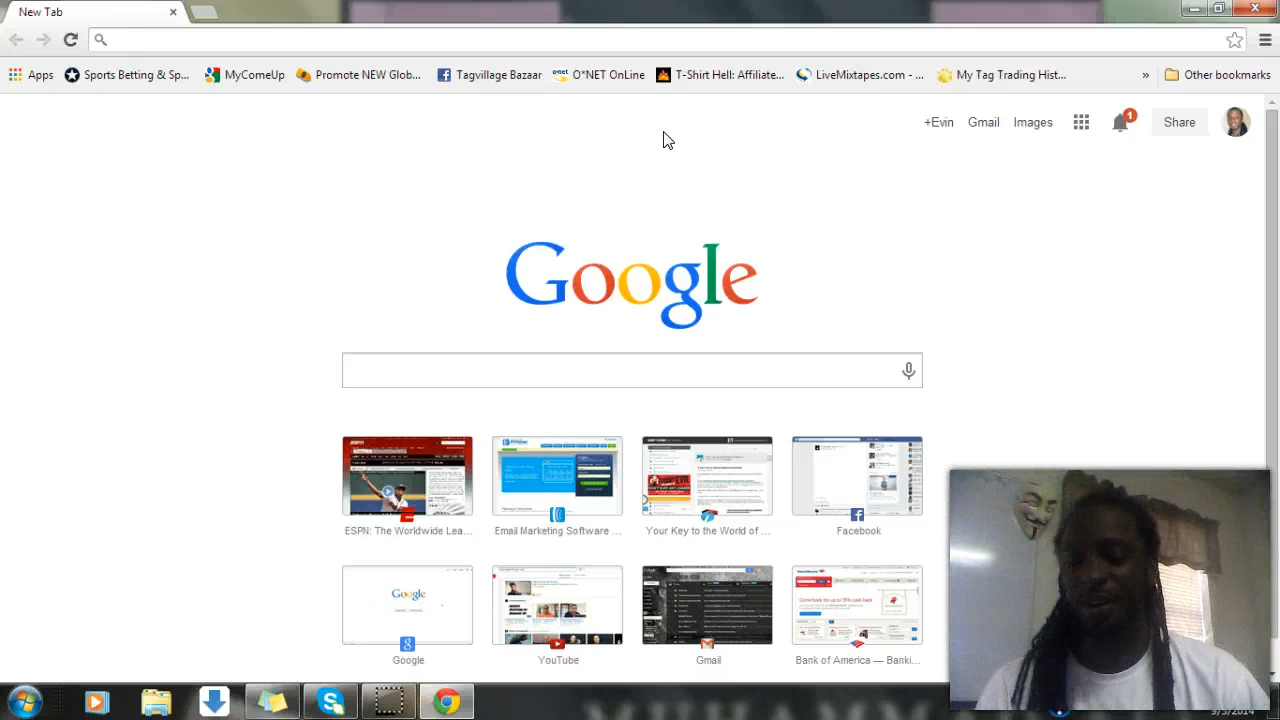 New Tab
Apps
Sports Betting & Sp...
MyComeUp
Promote NEW Glob...
Tagvillage Bazaar
O*NET OnLine
T-Shirt Hell: Affiliate...
LiveMixtapes.com - ...
My Tag Trading Hist...
»
Other bookmarks
+Evin
Gmail
Images
1
Share
Google
ESPN: The Worldwide Lea...
Email Marketing Software ...
Your Key to the World of ...
Facebook
Google
YouTube
Gmail
Bank of America — Banki...